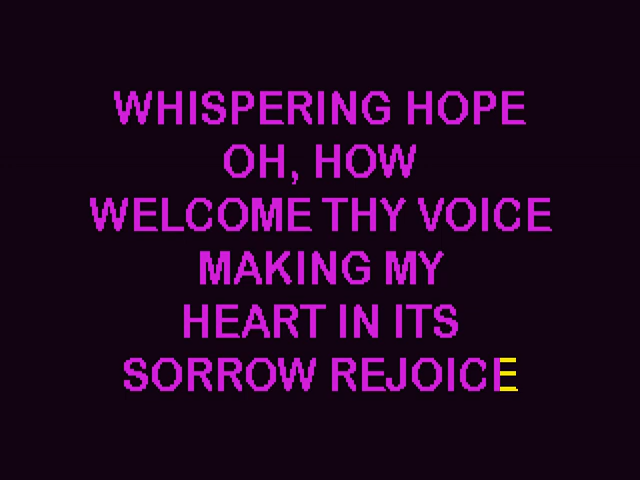 WHISPERING HOPE
OH, HOW
WELCOME THY VOICE
MAKING MY
HEART IN ITS
SORROW REJOICE